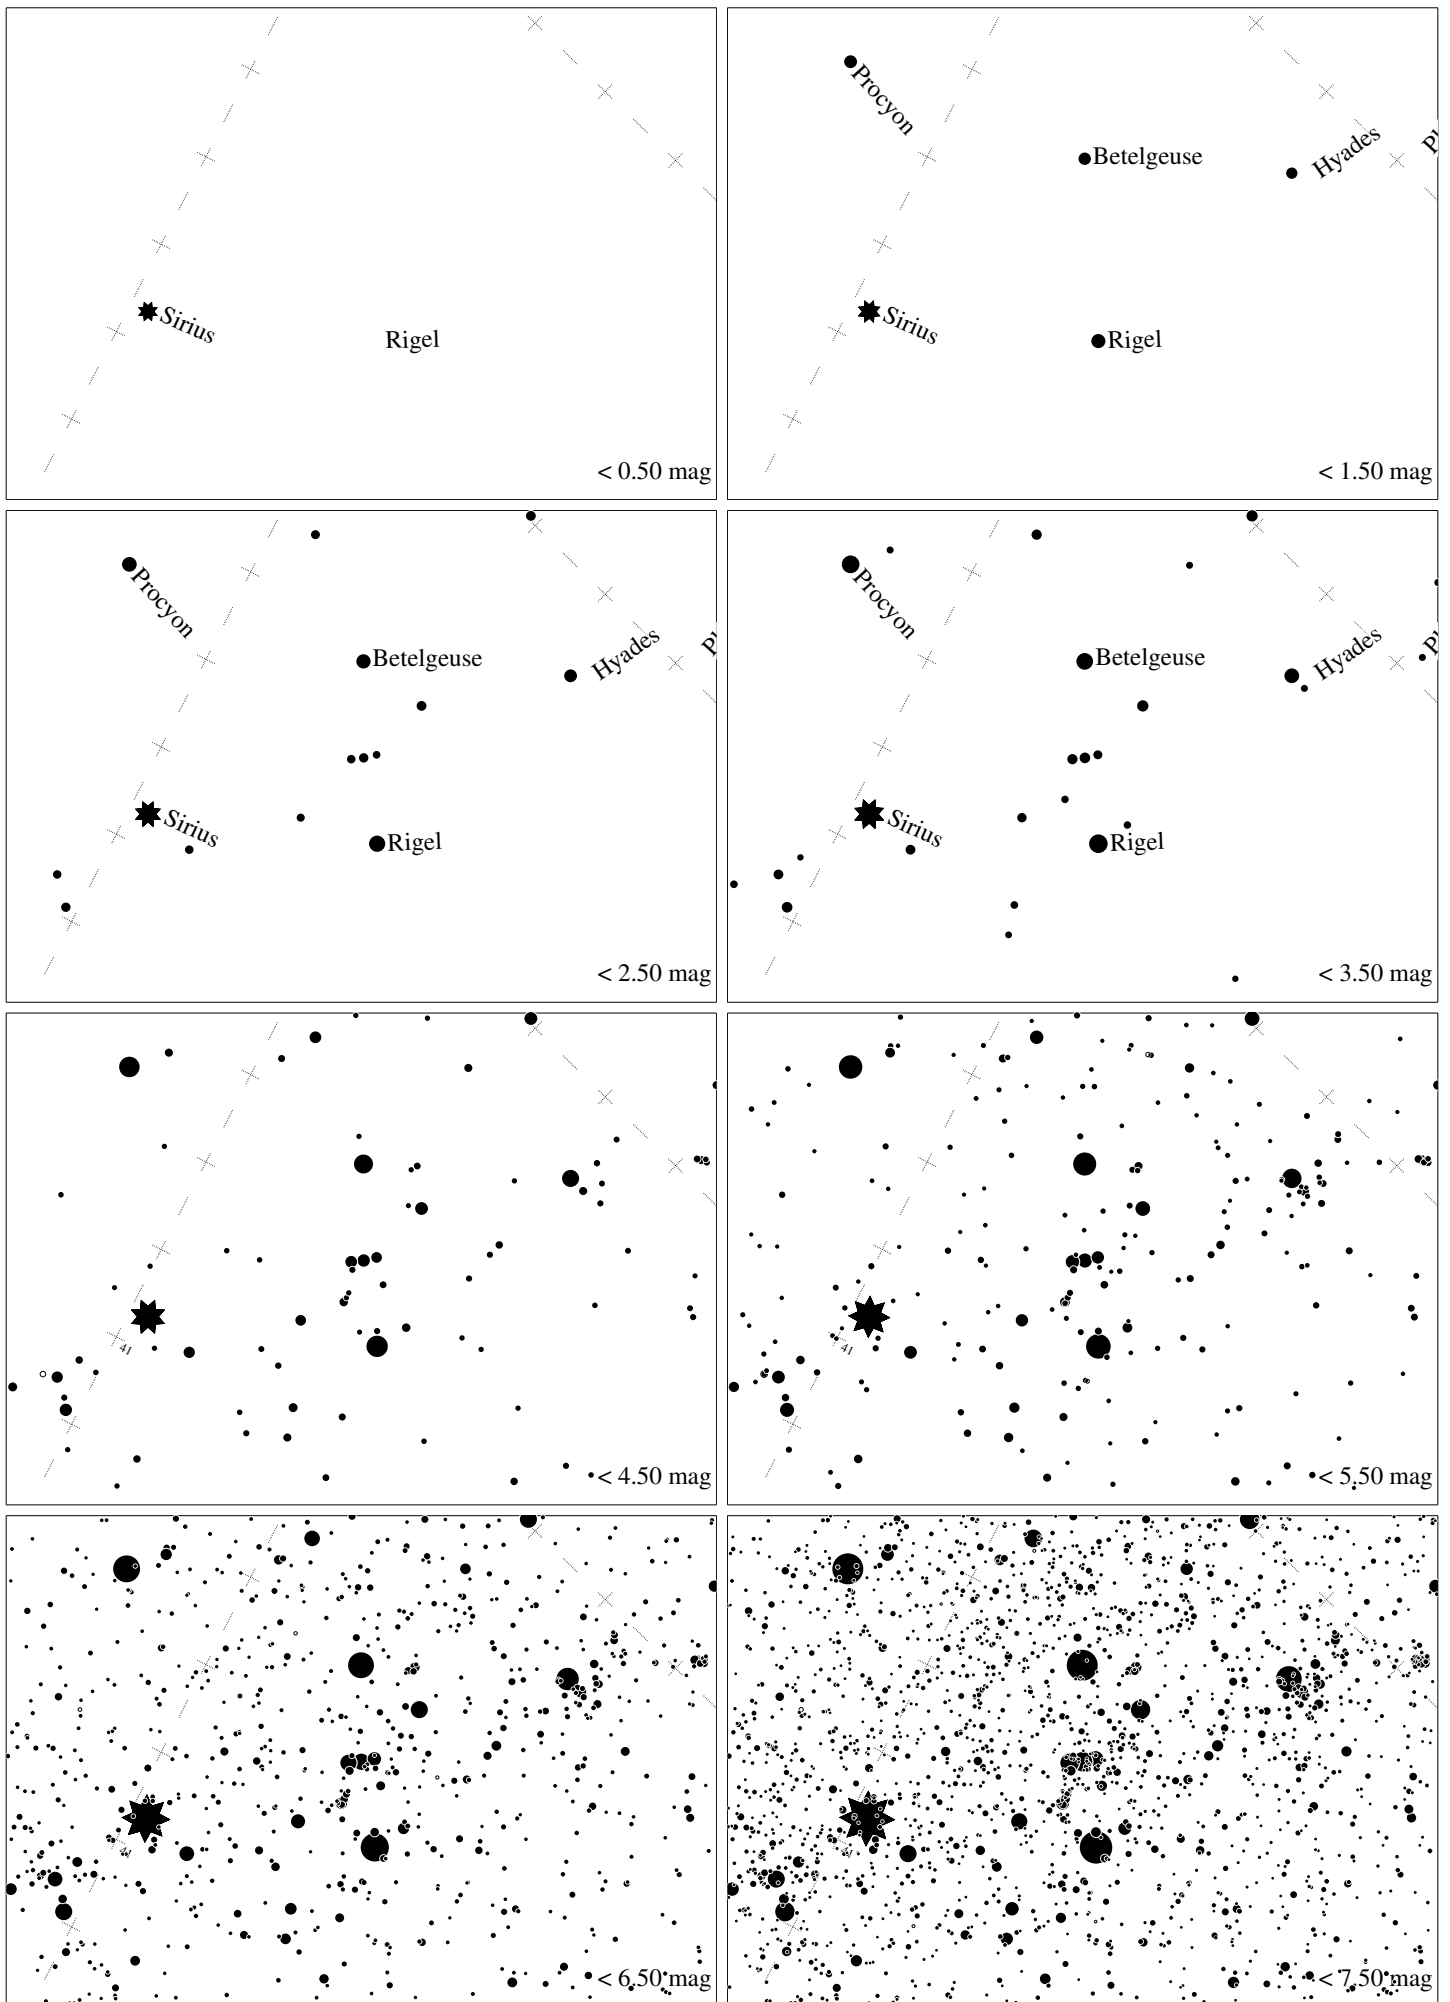 Sirius
Rigel
< 0.50 mag
Procyon
Betelgeuse
Hyades
Sirius
Rigel
< 1.50 mag
Procyon
Betelgeuse
Hyades
Sirius
Rigel
< 2.50 mag
Procyon
Betelgeuse
Hyades
Sirius
Rigel
< 3.50 mag
41
< 4.50 mag
41
< 5.50 mag
41
< 6.50 mag
< 7.50 mag